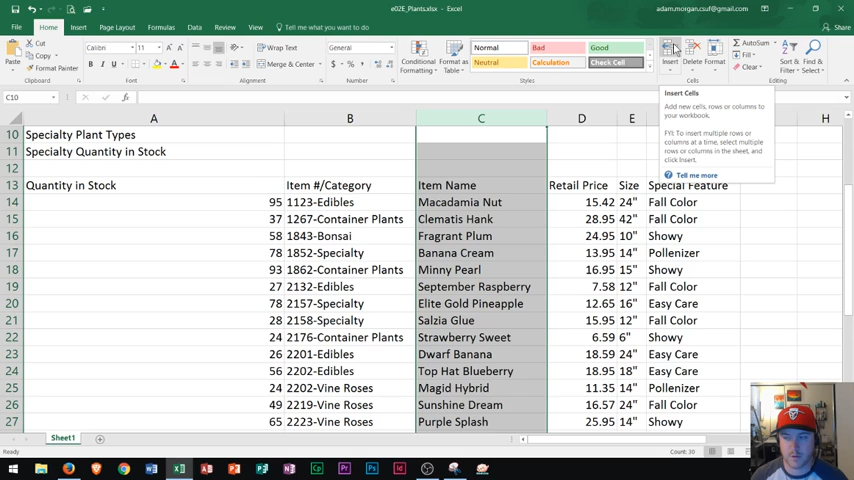 e02E_Plants.xlsx - Excel
adam.morgan.csuf@gmail.com
File Home Insert Page Layout Formulas Data Review View Tell me what you want to do
Share
Paste
Cut
Copy
Format Painter
Clipboard
Calibri 11
B I U
Font
Wrap Text
Merge & Center
Alignment
General
$ % ,
Number
Conditional Formatting
Format as Table
Normal Bad Good
Neutral Calculation Check Cell
Styles
Insert Delete Format
Cells
AutoSum
Fill
Clear
Sort & Filter
Find & Select
Editing
C10 fx
Insert Cells
Add new cells, rows or columns to
your workbook.
FYI: To insert multiple rows
or columns at a time, select multiple
rows or columns in the sheet, and
click Insert.
Tell me more
A B C D E H
10 Specialty Plant Types
11 Specialty Quantity in Stock
12
13 Quantity in Stock Item #/Category Item Name Retail Price Size Special Feature
14 95 1123-Edibles Macadamia Nut 15.42 24" Fall Color
15 37 1267-Container Plants Clematis Hank 28.95 42" Fall Color
16 58 1843-Bonsai Fragrant Plum 24.95 10" Showy
17 78 1852-Specialty Banana Cream 13.95 14" Pollenizer
18 93 1862-Container Plants Minny Pearl 16.95 15" Showy
19 27 2132-Edibles September Raspberry 7.58 12" Fall Color
20 78 2157-Specialty Elite Gold Pineapple 12.65 16" Easy Care
21 28 2158-Specialty Salzia Glue 15.95 12" Fall Color
22 24 2176-Container Plants Strawberry Sweet 6.59 6" Showy
23 26 2201-Edibles Dwarf Banana 18.59 24" Easy Care
24 56 2202-Edibles Top Hat Blueberry 18.95 18" Easy Care
25 24 2202-Vine Roses Magid Hybrid 11.35 14" Pollenizer
26 49 2219-Vine Roses Sunshine Dream 16.57 24" Fall Color
27 65 2223-Vine Roses Purple Splash 25.95 14" Showy
Sheet1
Ready
Count: 30